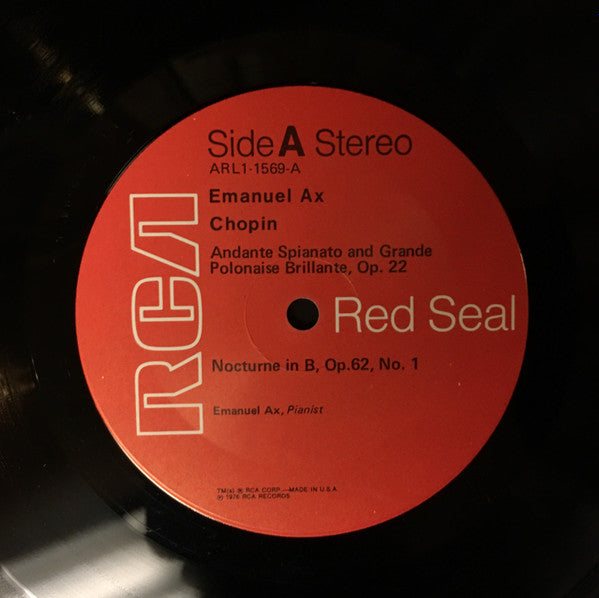 Side A Stereo
ARL1-1569-A
Emanuel Ax
Chopin
Andante Spianato and Grande
Polonaise Brillante, Op. 22
RCA
Red Seal
Nocturne in B, Op.62, No. 1
Emanuel Ax, Pianist
TM(s) ® RCA CORP.—MADE IN U.S.A.
℗ 1976 RCA RECORDS